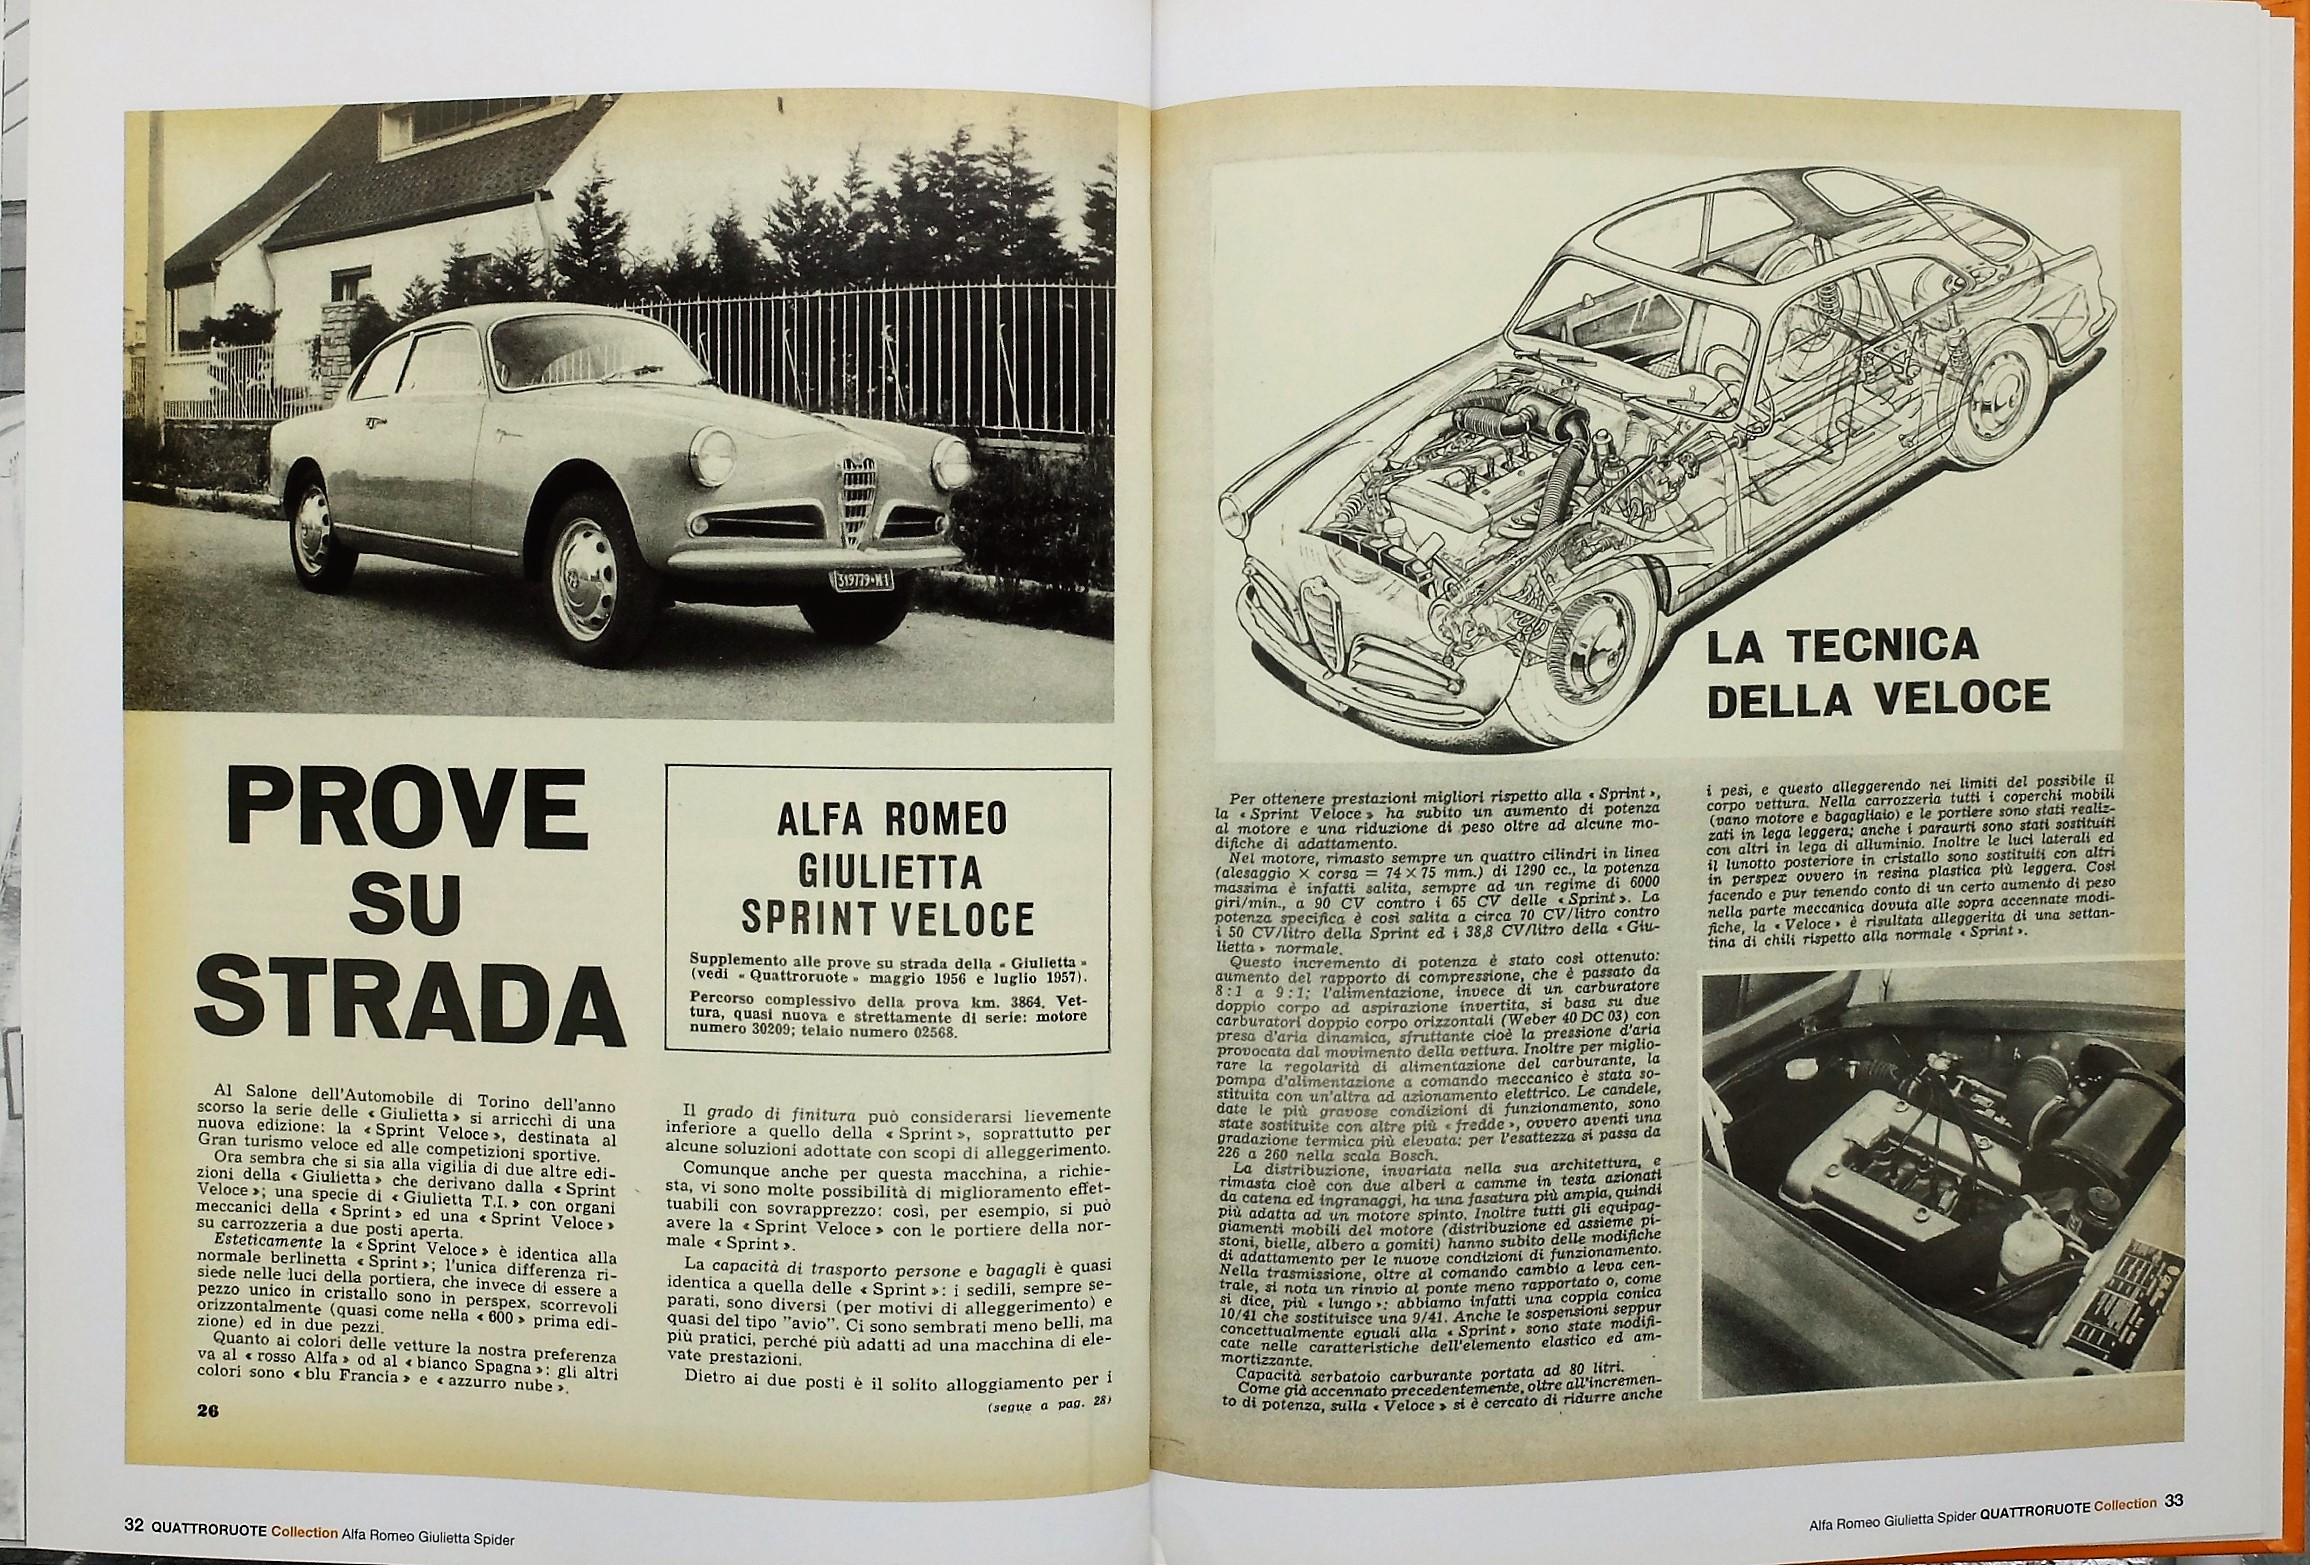 319779•MI
PROVE
SU
STRADA
ALFA ROMEO
GIULIETTA
SPRINT VELOCE
Supplemento alle prove su strada della « Giulietta »
(vedi « Quattroruote » maggio 1956 e luglio 1957).
Percorso complessivo della prova km. 3864. Vet-
tura, quasi nuova e strettamente di serie: motore
numero 30209; telaio numero 02568.
Al Salone dell'Automobile di Torino dell'anno
scorso la serie delle « Giulietta » si arricchì di una
nuova edizione: la « Sprint Veloce », destinata al
Gran turismo veloce ed alle competizioni sportive.
Ora sembra che si sia alla vigilia di due altre edi-
zioni della « Giulietta » che derivano dalla « Sprint
Veloce »; una specie di « Giulietta T.I. » con organi
meccanici della « Sprint » ed una « Sprint Veloce »
su carrozzeria a due posti aperta.
Esteticamente la « Sprint Veloce » è identica alla
normale berlinetta « Sprint »; l'unica differenza ri-
siede nelle luci della portiera, che invece di essere a
pezzo unico in cristallo sono in perspex, scorrevoli
orizzontalmente (quasi come nella « 600 » prima edi-
zione) ed in due pezzi.
Quanto ai colori delle vetture la nostra preferenza
va al « rosso Alfa » od al « bianco Spagna »: gli altri
colori sono « blu Francia » e « azzurro nube ».
26
Il grado di finitura può considerarsi lievemente
inferiore a quello della « Sprint », soprattutto per
alcune soluzioni adottate con scopi di alleggerimento.
Comunque anche per questa macchina, a richie-
sta, vi sono molte possibilità di miglioramento effet-
tuabili con sovrapprezzo: così, per esempio, si può
avere la « Sprint Veloce » con le portiere della nor-
male « Sprint ».
La capacità di trasporto persone e bagagli è quasi
identica a quella delle « Sprint »: i sedili, sempre se-
parati, sono diversi (per motivi di alleggerimento) e
quasi del tipo "avio". Ci sono sembrati meno belli, ma
più pratici, perché più adatti ad una macchina di ele-
vate prestazioni.
Dietro ai due posti è il solito alloggiamento per i
(segue a pag. 28)
32 QUATTRORUOTE Collection Alfa Romeo Giulietta Spider
LA TECNICA
DELLA VELOCE
Per ottenere prestazioni migliori rispetto alla « Sprint »,
la « Sprint Veloce » ha subito un aumento di potenza
al motore e una riduzione di peso oltre ad alcune mo-
difiche di adattamento.
Nel motore, rimasto sempre un quattro cilindri in linea
(alesaggio × corsa = 74 × 75 mm.) di 1290 cc., la potenza
massima è infatti salita, sempre ad un regime di 6000
giri/min., a 90 CV contro i 65 CV delle « Sprint ». La
potenza specifica è così salita a circa 70 CV/litro contro
i 50 CV/litro della Sprint ed i 38,8 CV/litro della « Giu-
lietta » normale.
Questo incremento di potenza è stato così ottenuto:
aumento del rapporto di compressione, che è passato da
8 : 1 a 9 : 1; l'alimentazione, invece di un carburatore
doppio corpo ad aspirazione invertita, si basa su due
carburatori doppio corpo orizzontali (Weber 40 DC 03) con
presa d'aria dinamica, sfruttante cioè la pressione d'aria
provocata dal movimento della vettura. Inoltre per miglio-
rare la regolarità di alimentazione del carburante, la
pompa d'alimentazione a comando meccanico è stata so-
stituita con un'altra ad azionamento elettrico. Le candele,
date le più gravose condizioni di funzionamento, sono
state sostituite con altre più « fredde », ovvero aventi una
gradazione termica più elevata: per l'esattezza si passa da
226 a 260 nella scala Bosch.
La distribuzione, invariata nella sua architettura, e
rimasta cioè con due alberi a camme in testa azionati
da catena ed ingranaggi, ha una fasatura più ampia, quindi
più adatta ad un motore spinto. Inoltre tutti gli equipag-
giamenti mobili del motore (distribuzione ed assieme pi-
stoni, bielle, albero a gomiti) hanno subito delle modifiche
di adattamento per le nuove condizioni di funzionamento.
Nella trasmissione, oltre al comando cambio a leva cen-
trale, si nota un rinvio al ponte meno rapportato o, come
si dice, più « lungo »: abbiamo infatti una coppia conica
10/41 che sostituisce una 9/41. Anche le sospensioni seppur
concettualmente eguali alla « Sprint » sono state modifi-
cate nelle caratteristiche dell'elemento elastico ed am-
mortizzante.
Capacità serbatoio carburante portata ad 80 litri.
Come già accennato precedentemente, oltre all'incremen-
to di potenza, sulla « Veloce » si è cercato di ridurre anche
i pesi, e questo alleggerendo nei limiti del possibile il
corpo vettura. Nella carrozzeria tutti i coperchi mobili
(vano motore e bagagliaio) e le portiere sono stati realiz-
zati in lega leggera; anche i paraurti sono stati sostituiti
con altri in lega di alluminio. Inoltre le luci laterali ed
il lunotto posteriore in cristallo sono sostituiti con altri
in perspex ovvero in resina plastica più leggera. Così
facendo e pur tenendo conto di un certo aumento di peso
nella parte meccanica dovuta alle sopra accennate modi-
fiche, la « Veloce » è risultata alleggerita di una settan-
tina di chili rispetto alla normale « Sprint ».
Alfa Romeo Giulietta Spider QUATTRORUOTE Collection 33